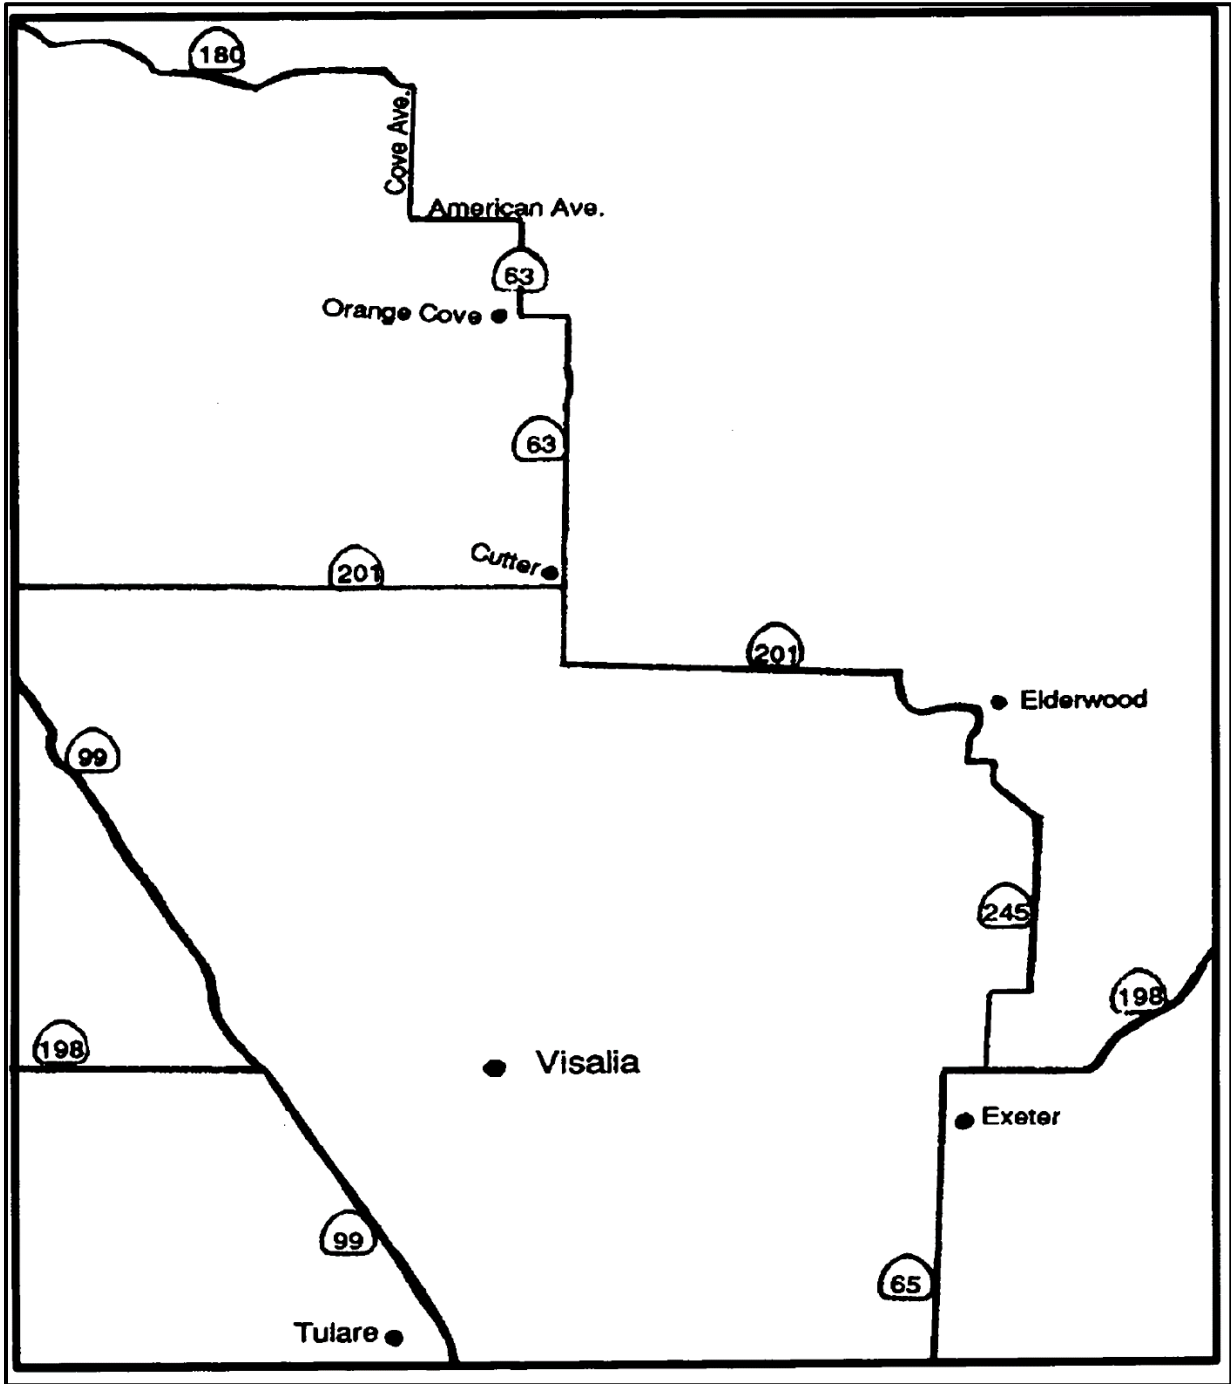 180
Cove Ave.
American Ave.
63
Orange Cove
63
Cutter
201
201
Elderwood
99
245
198
198
Visalia
Exeter
99
65
Tulare